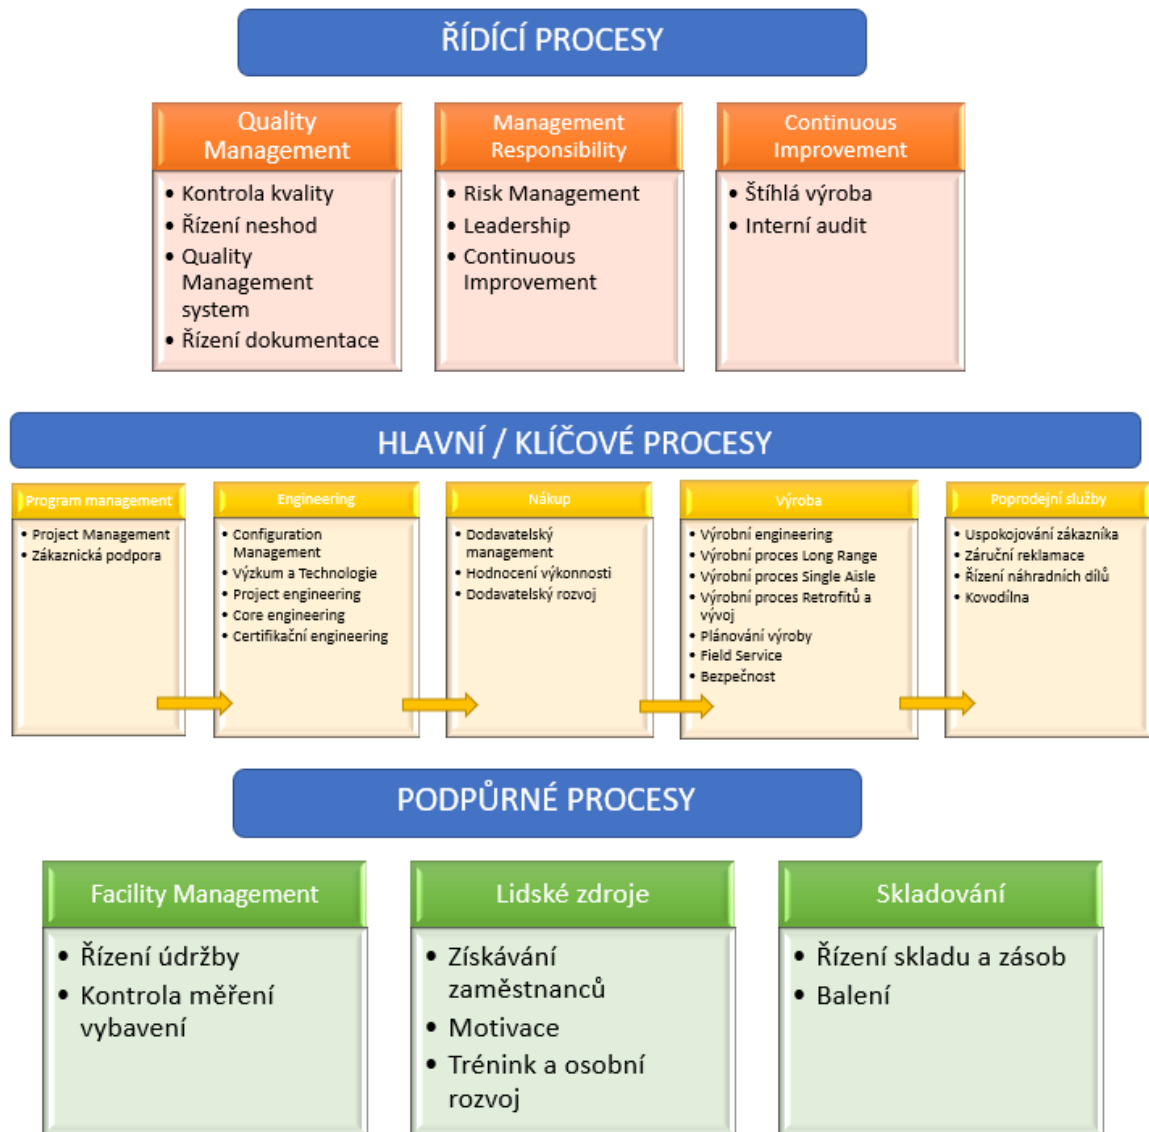 ŘÍDÍCÍ PROCESY
Quality
Management
• Kontrola kvality
• Řízení neshod
• Quality
Management
system
• Řízení dokumentace
Management
Responsibility
• Risk Management
• Leadership
• Continuous
Improvement
Continuous
Improvement
• Štíhlá výroba
• Interní audit
HLAVNÍ / KLÍČOVÉ PROCESY
Program management
• Project Management
• Zákaznická podpora
Engineering
• Configuration
Management
• Výzkum a Technologie
• Project engineering
• Core engineering
• Certifikační engineering
Nákup
• Dodavatelský
management
• Hodnocení výkonnosti
• Dodavatelský rozvoj
Výroba
• Výrobní engineering
• Výrobní proces Long Range
• Výrobní proces Single Aisle
• Výrobní proces Retrofitů a
vývoj
• Plánování výroby
• Field Service
• Bezpečnost
Poprodejní služby
• Uspokojování zákazníka
• Záruční reklamace
• Řízení náhradních dílů
• Kovodílna
PODPŮRNÉ PROCESY
Facility Management
• Řízení údržby
• Kontrola měření
vybavení
Lidské zdroje
• Získávání
zaměstnanců
• Motivace
• Trénink a osobní
rozvoj
Skladování
• Řízení skladu a zásob
• Balení